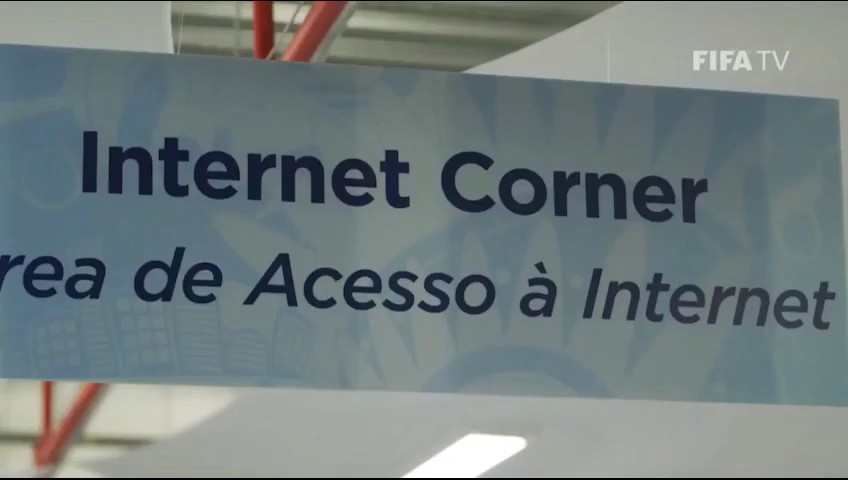 FIFA TV
Internet Corner
rea de Acesso à Internet